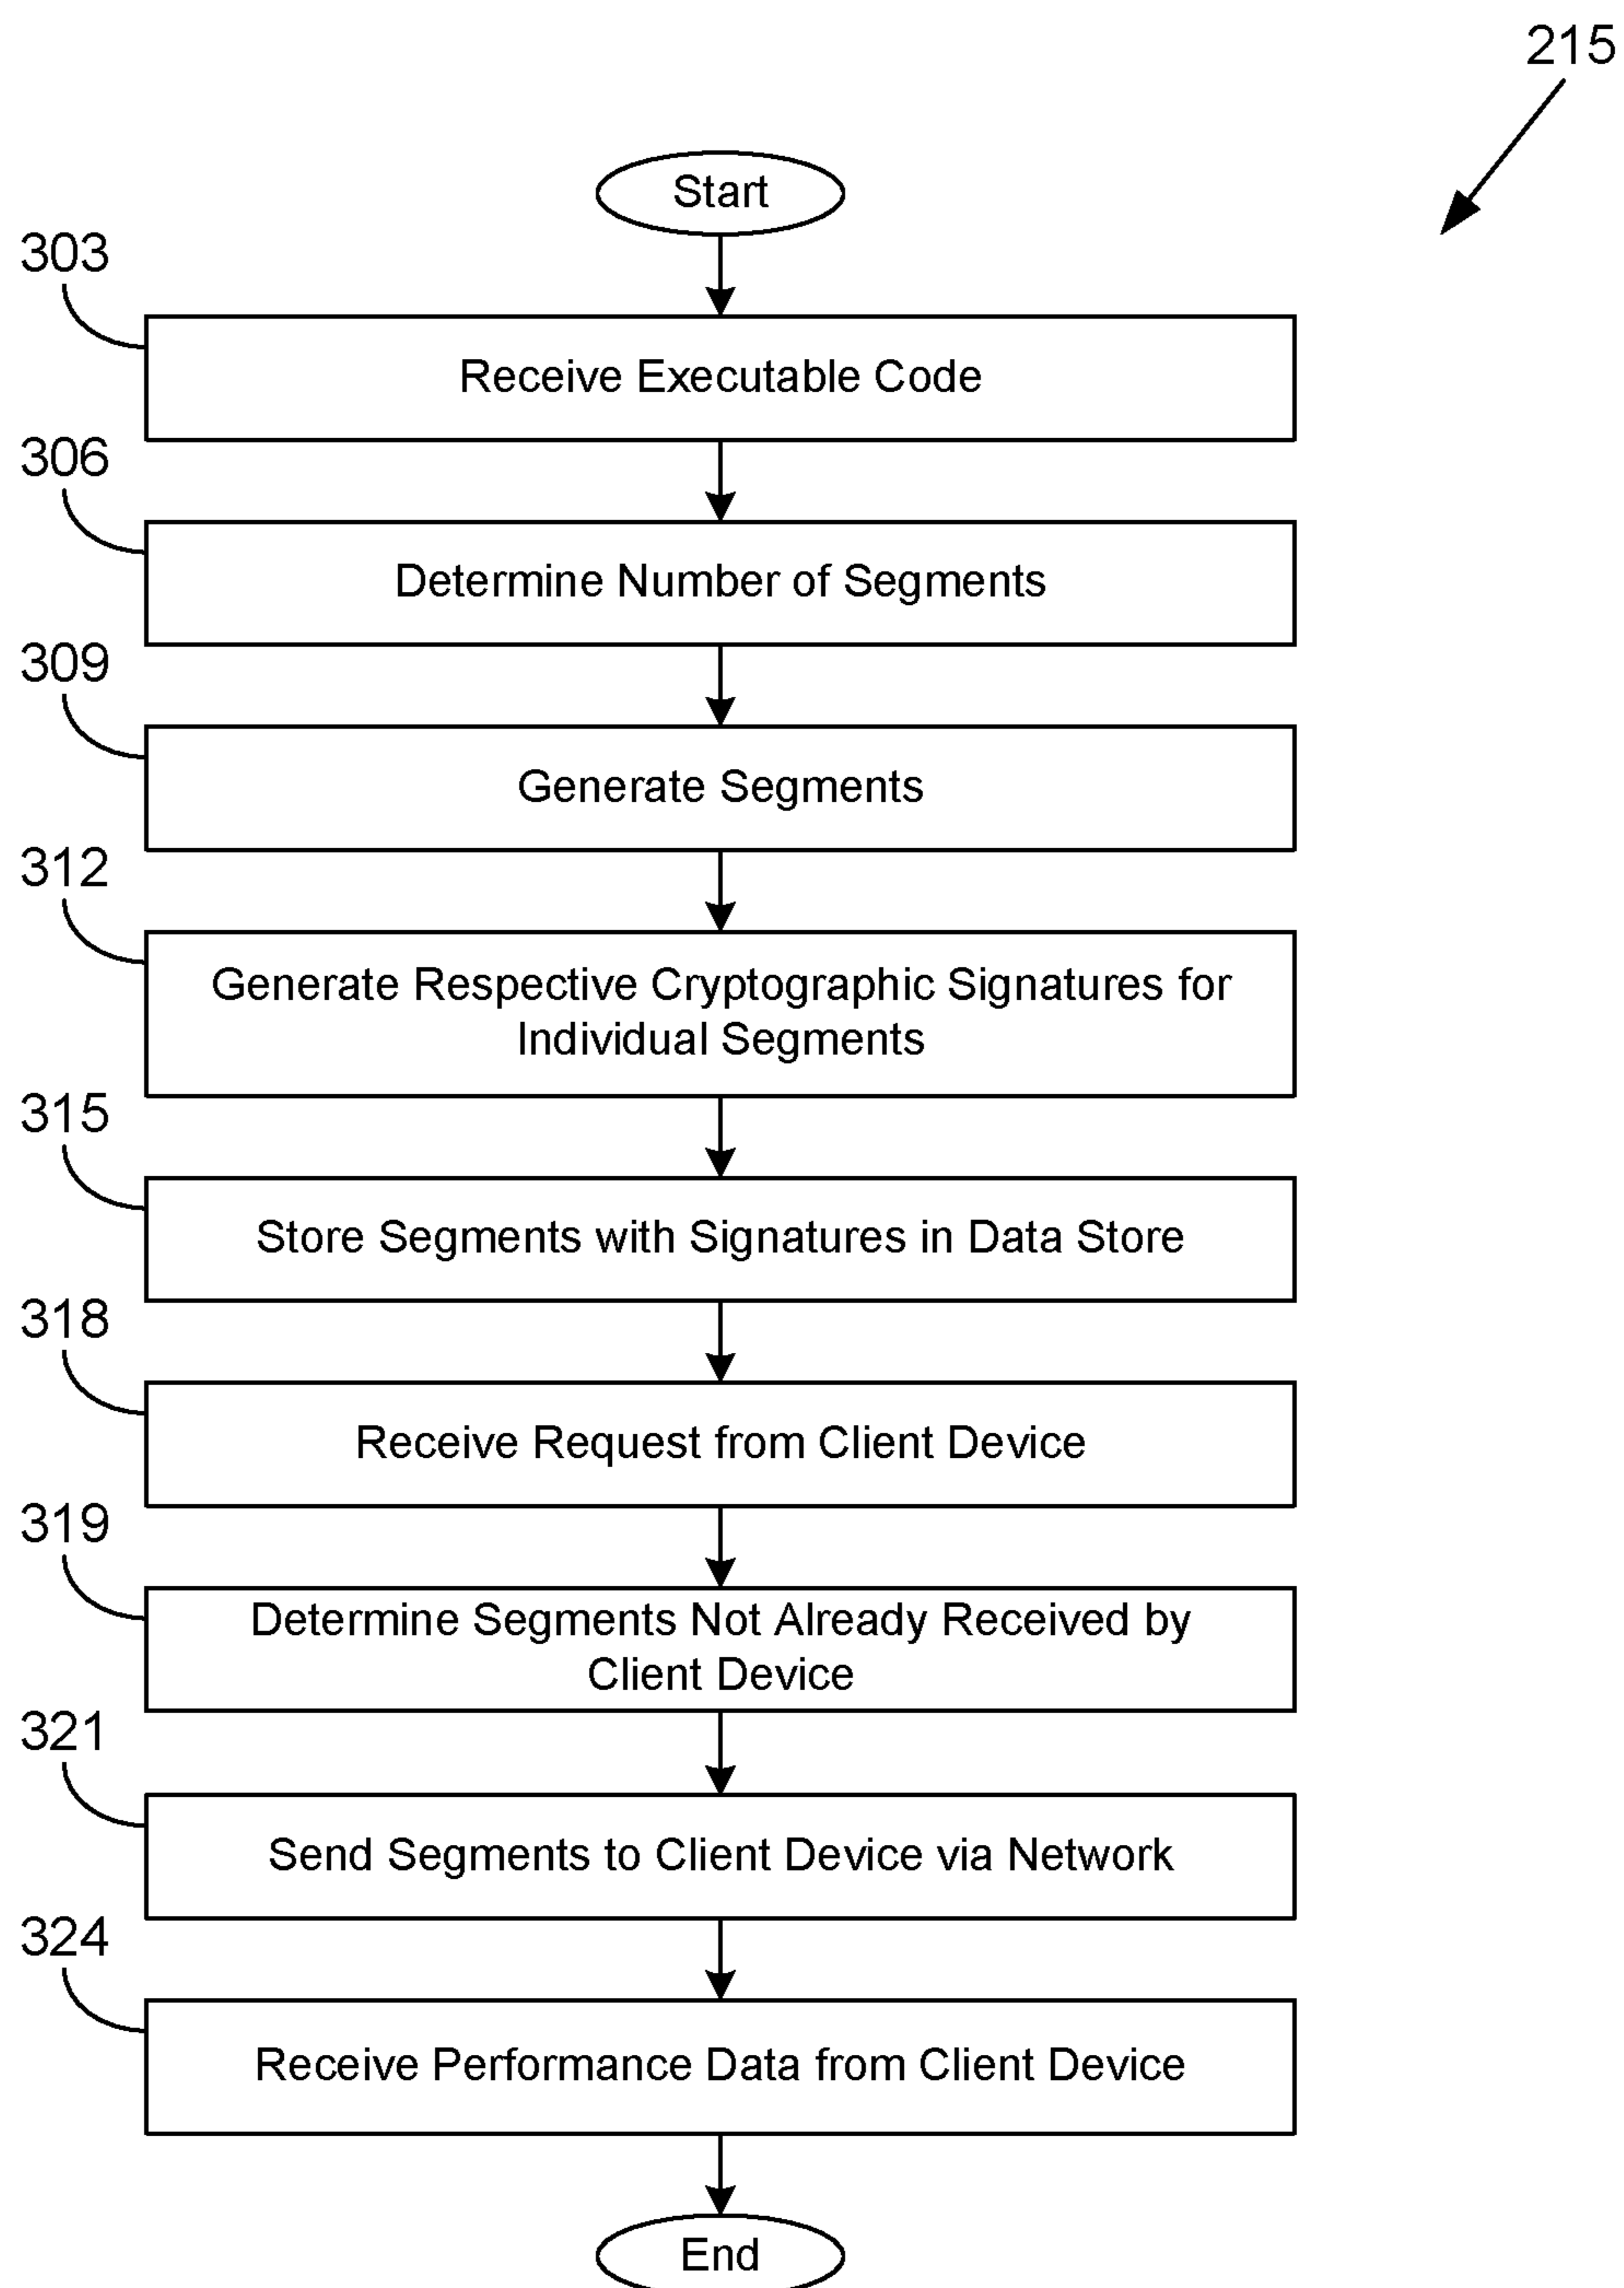 215
Start
303
Receive Executable Code
306
Determine Number of Segments
309
Generate Segments
312
Generate Respective Cryptographic Signatures for
Individual Segments
315
Store Segments with Signatures in Data Store
318
Receive Request from Client Device
319
Determine Segments Not Already Received by
Client Device
321
Send Segments to Client Device via Network
324
Receive Performance Data from Client Device
End